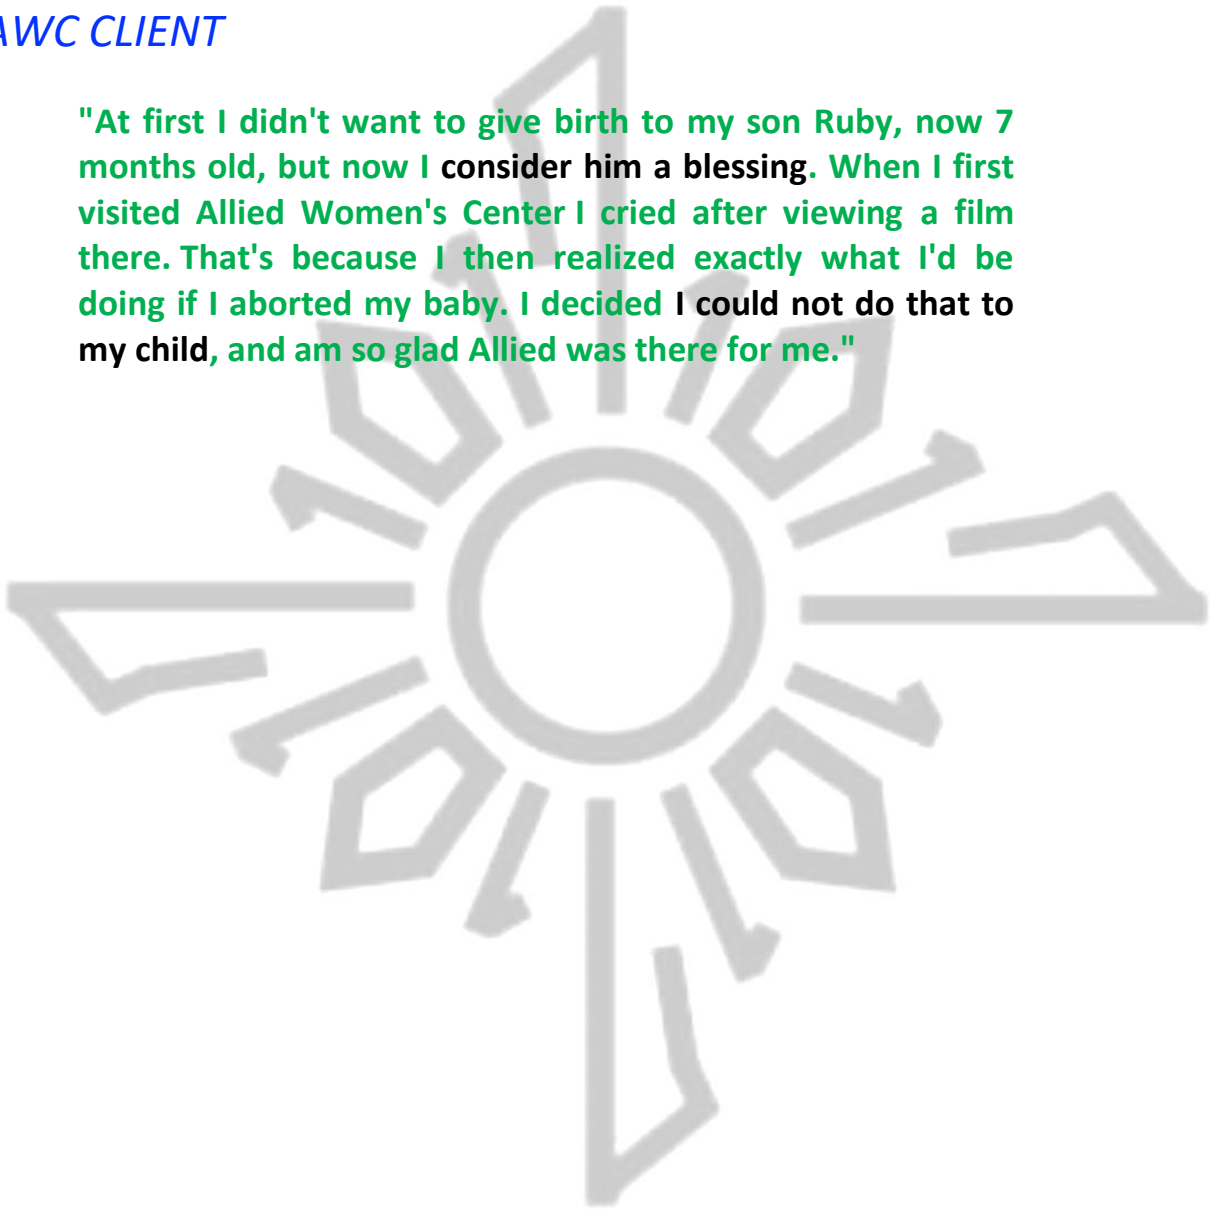 AWC CLIENT
"At first I didn't want to give birth to my son Ruby, now 7
months old, but now I consider him a blessing. When I first
visited Allied Women's Center I cried after viewing a film
there. That's because I then realized exactly what I'd be
doing if I aborted my baby. I decided I could not do that to
my child, and am so glad Allied was there for me."